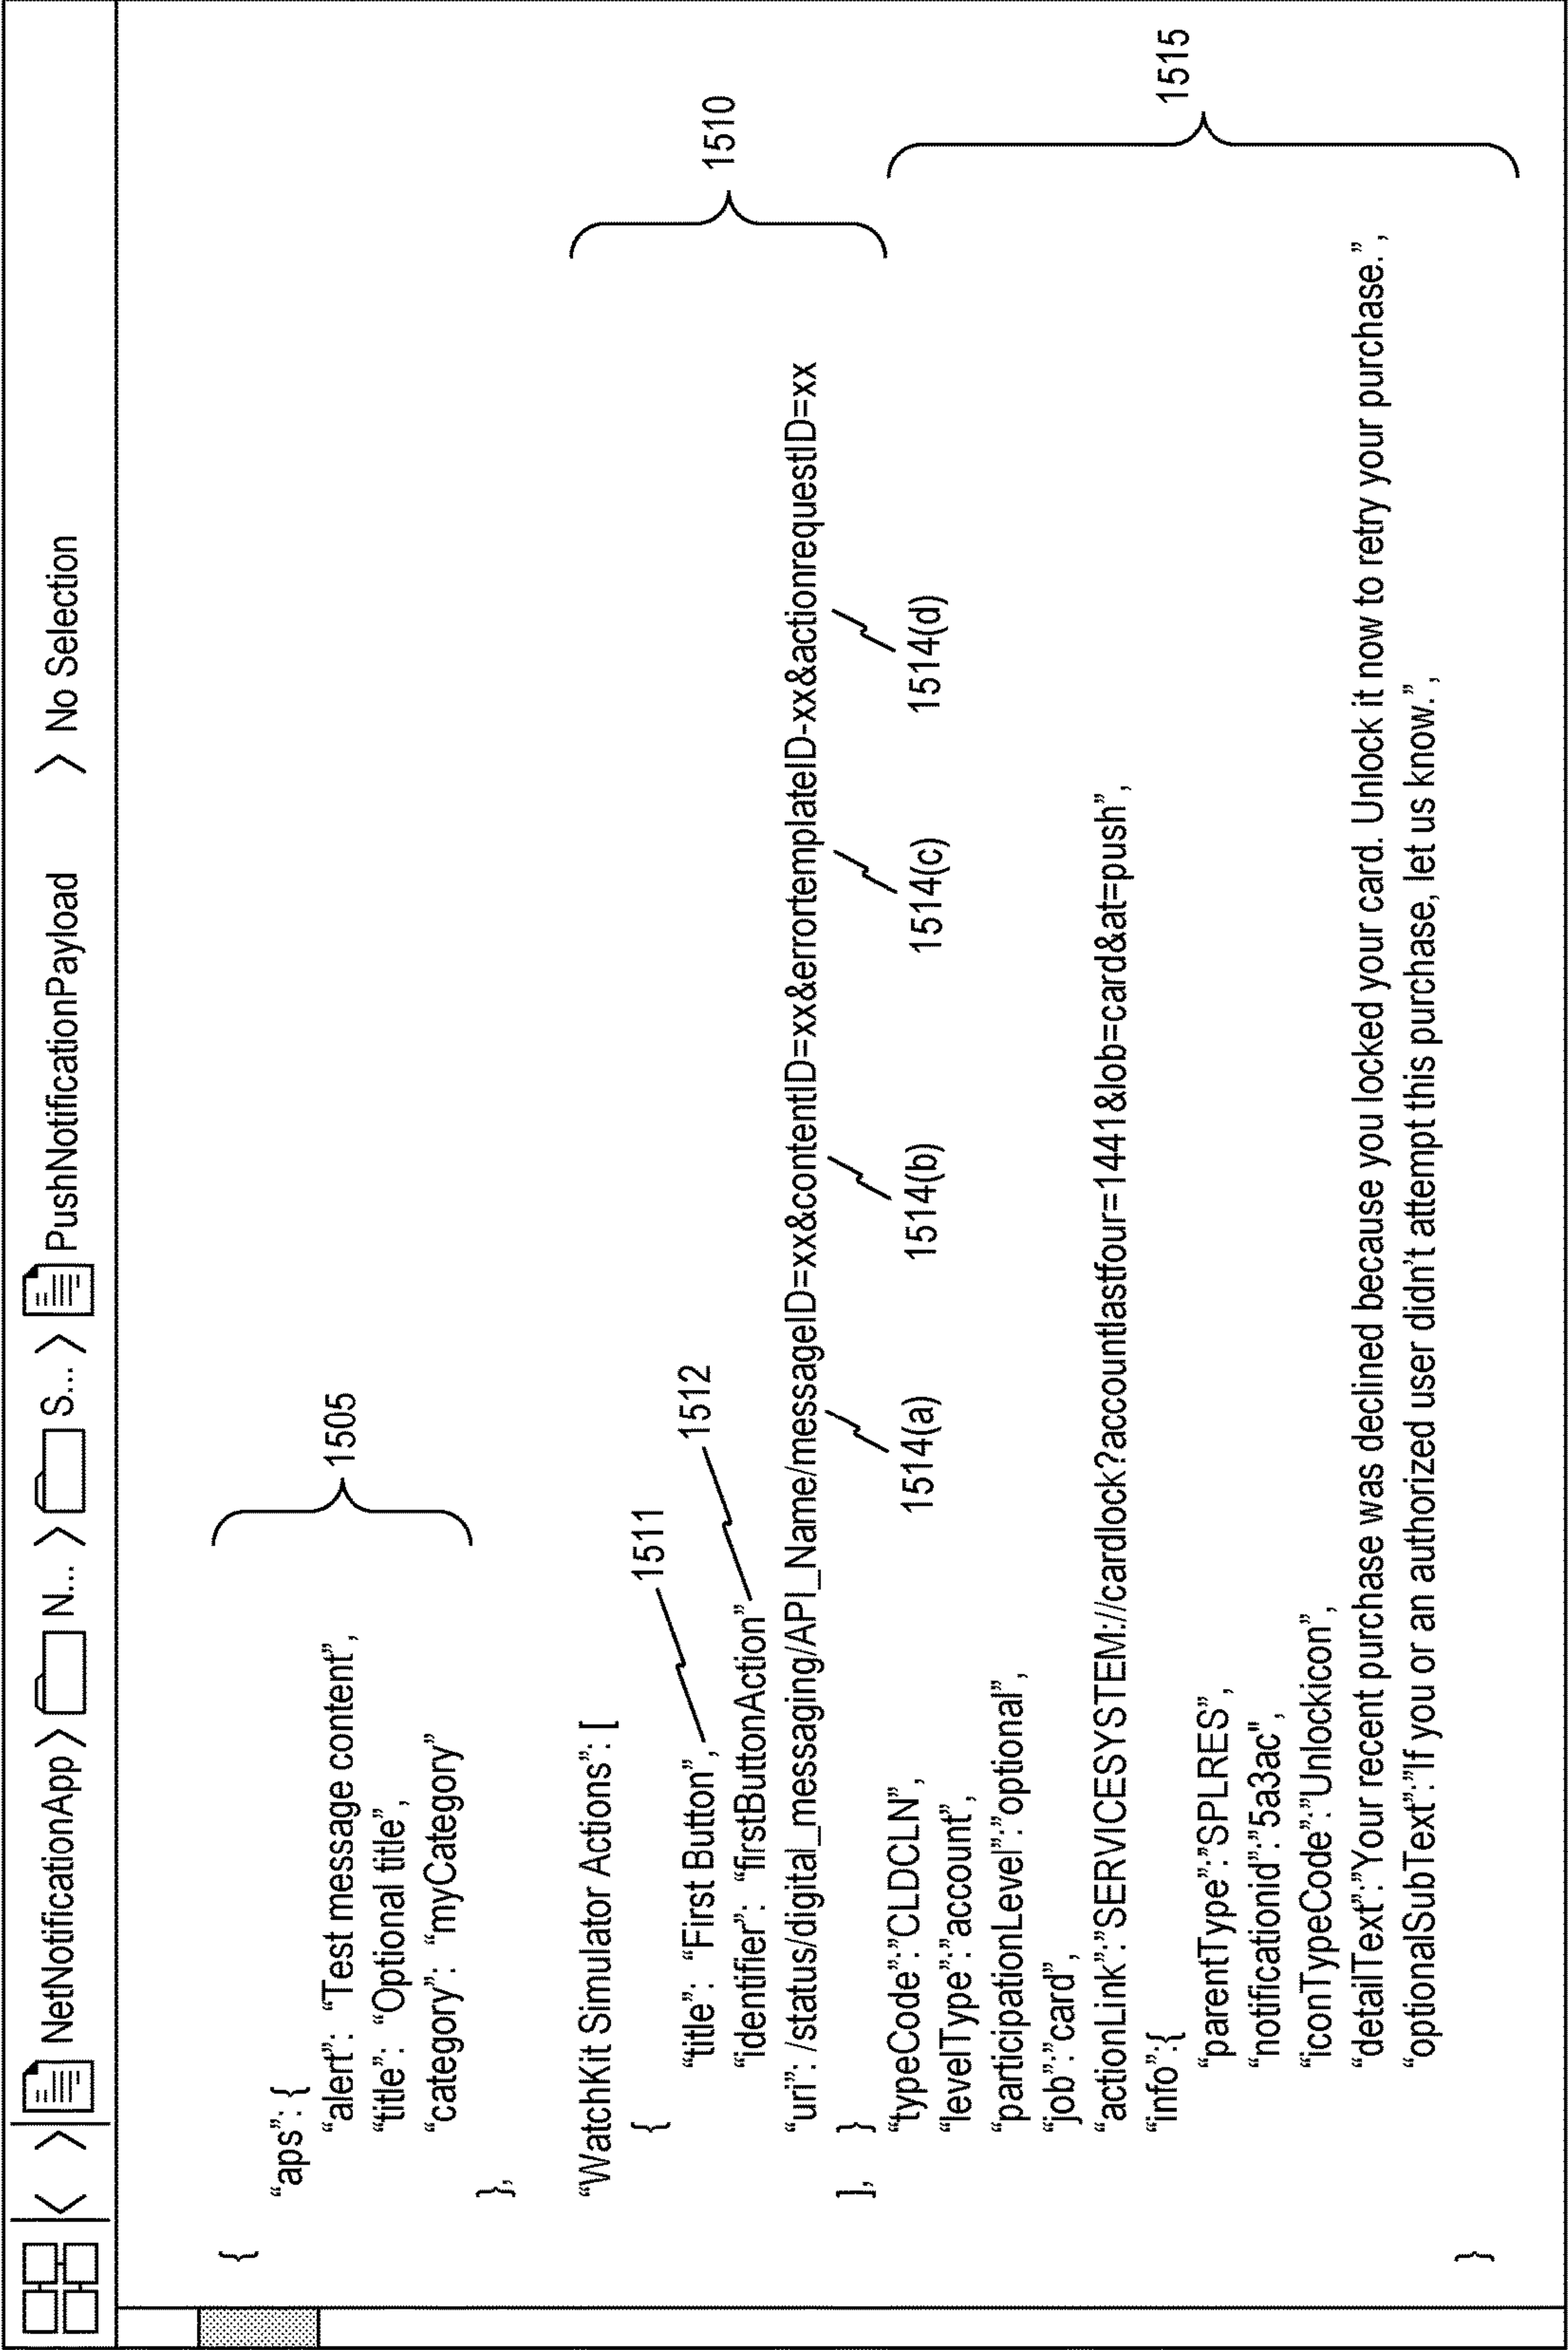 NetNotificationApp > N... > S... > PushNotificationPayload > No Selection
{
“aps”: {
“alert”: “Test message content”,
“title”: “Optional title”,
“category”: “myCategory”
},
1505
“WatchKit Simulator Actions”: [
{
“title”: “First Button”,
1511
“identifier”: “firstButtonAction”
1512
“uri”: /status/digital_messaging/API_Name/messageID=xx&contentID=xx&errortemplateID-xx&actionrequestID=xx
1514(a) 1514(b) 1514(c) 1514(d)
], }
1510
“typeCode”:”CLDCLN”,
“levelType”:”account”,
“participationLevel”:”optional”,
“job”:”card”,
“actionLink”:”SERVICESYSTEM://cardlock?accountlastfour=1441&lob=card&at=push”,
“info”:{
“parentType”:”SPLRES”,
“notificationid”:”5a3ac",
“iconTypeCode”:”Unlockicon”,
“detailText”:”Your recent purchase was declined because you locked your card. Unlock it now to retry your purchase.”,
“optionalSubText”:”If you or an authorized user didn’t attempt this purchase, let us know.”,
}
1515